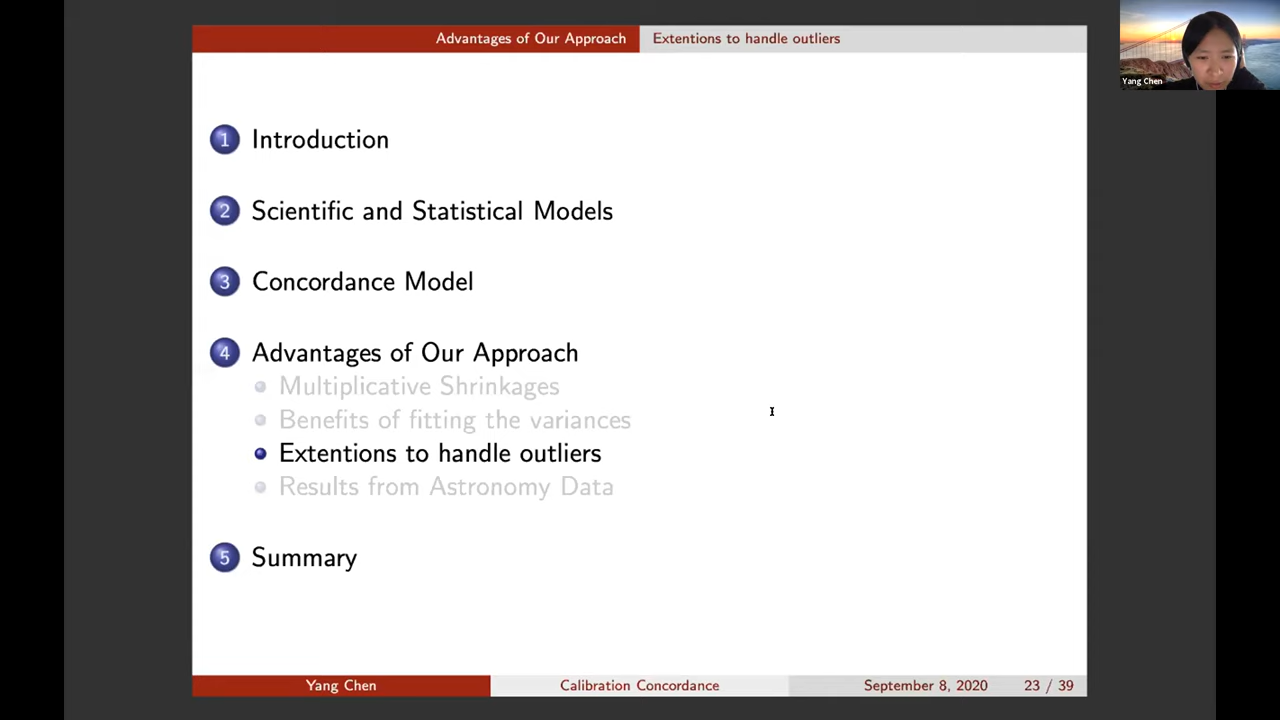 Advantages of Our Approach Extentions to handle outliers
Yang Chen
1 Introduction
2 Scientific and Statistical Models
3 Concordance Model
4 Advantages of Our Approach
Multiplicative Shrinkages
Benefits of fitting the variances
Extentions to handle outliers
Results from Astronomy Data
5 Summary
Yang Chen Calibration Concordance September 8, 2020 23 / 39